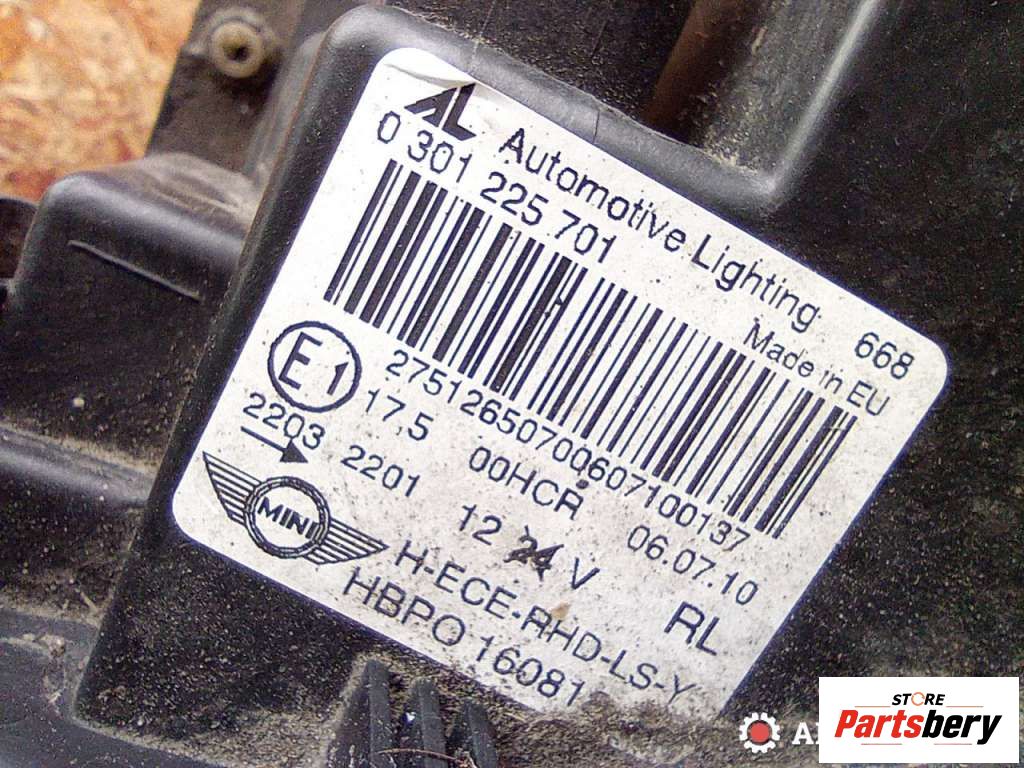 AL Automotive Lighting 668
0 301 225 701
Made in EU
27512650700607100137
E1 17,5 00HCR 06.07.10
2203 2201 12 24 V RL
MINI H-ECE-RHD-LS-Y
HBPO 16081
STORE
Partsbery